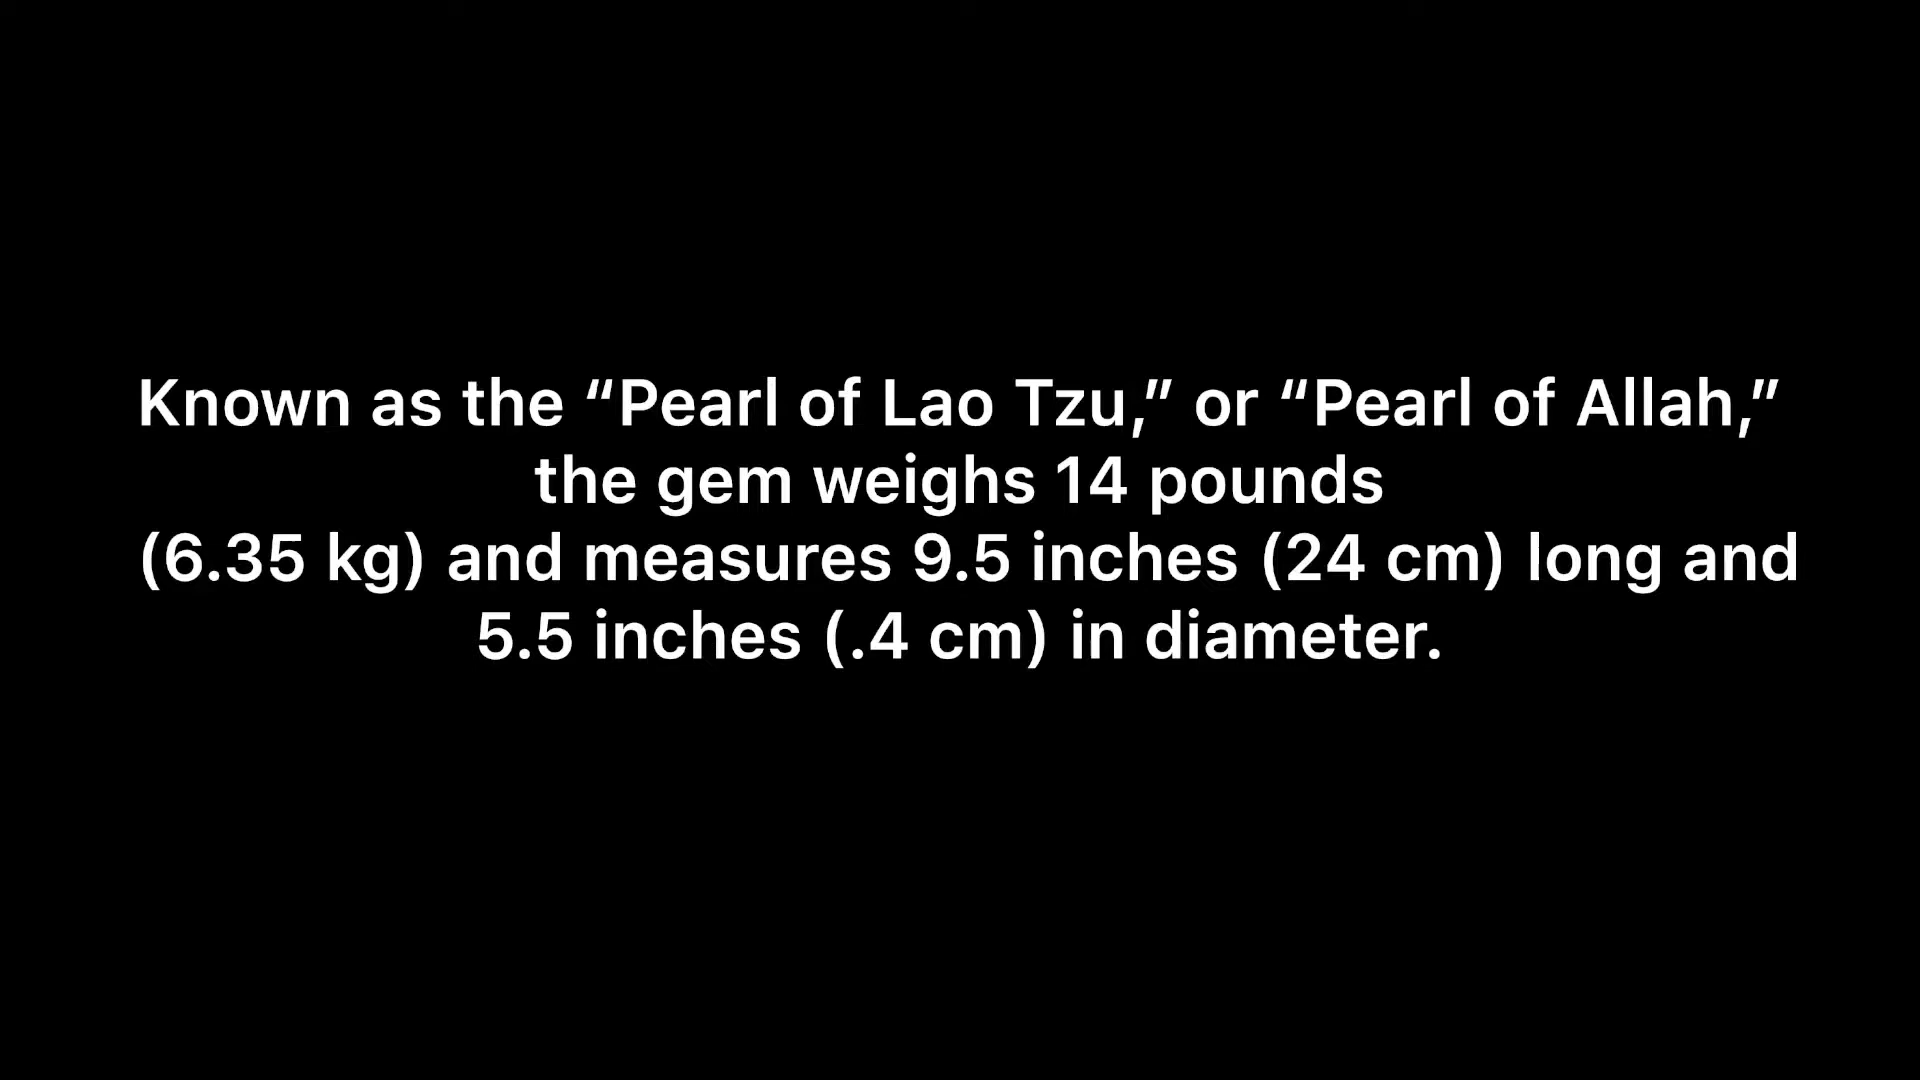 Known as the “Pearl of Lao Tzu,” or “Pearl of Allah,”
the gem weighs 14 pounds
(6.35 kg) and measures 9.5 inches (24 cm) long and
5.5 inches (.4 cm) in diameter.